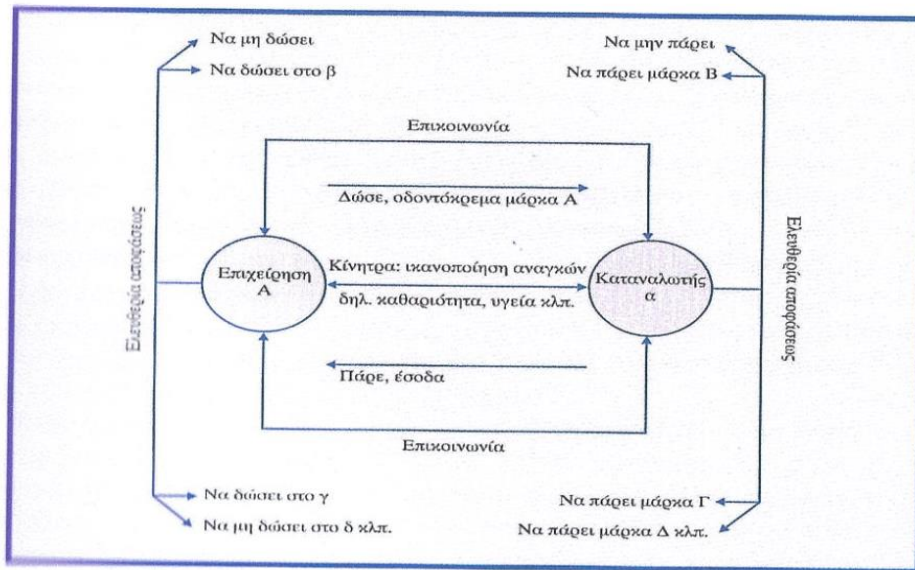 Να μη δώσει
Να μην πάρει
Να δώσει στο β
Να πάρει μάρκα Β
Επικοινωνία
Δώσε, οδοντόκρεμα μάρκα Α
Ελευθερία αποφάσεως
Ελευθερία αποφάσεως
Επιχείρηση
Α
Κίνητρα: ικανοποίηση αναγκών
δηλ. καθαριότητα, υγεία κλπ.
Καταναλωτής
α
Πάρε, έσοδα
Επικοινωνία
Να δώσει στο γ
Να πάρει μάρκα Γ
Να μη δώσει στο δ κλπ.
Να πάρει μάρκα Δ κλπ.